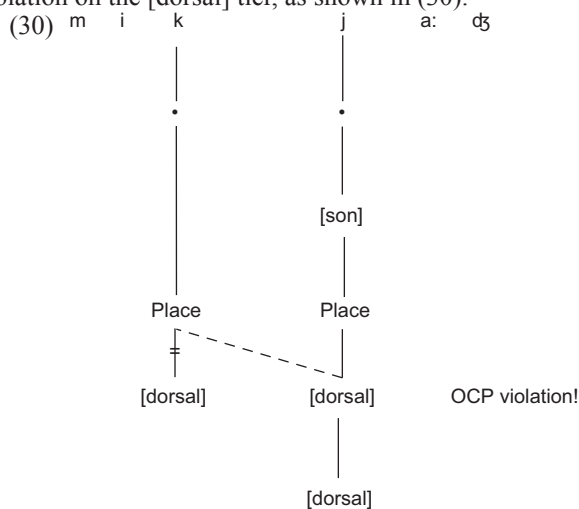 olation on the [dorsal] tier, as shown in (30).
(30) m i k j a: ʤ
•
•
[son]
Place Place
[dorsal] [dorsal] OCP violation!
[dorsal]